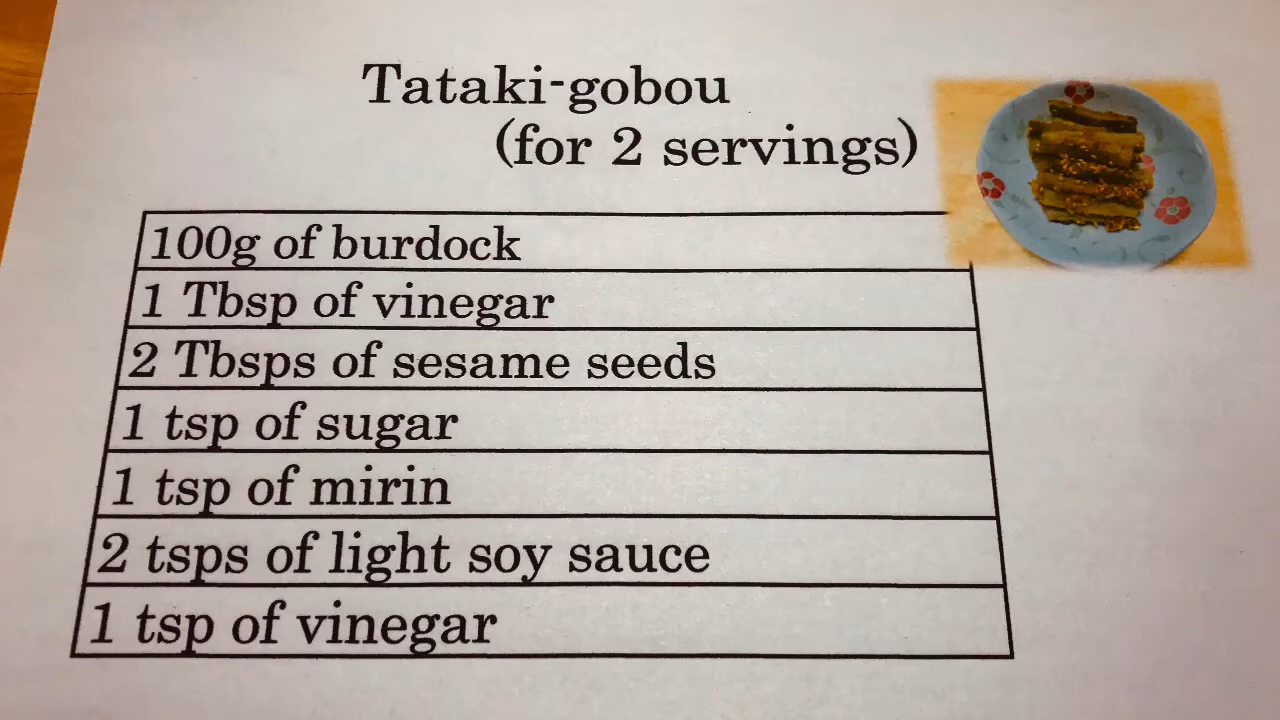 Tataki-gobou
(for 2 servings)
100g of burdock
1 Tbsp of vinegar
2 Tbsps of sesame seeds
1 tsp of sugar
1 tsp of mirin
2 tsps of light soy sauce
1 tsp of vinegar